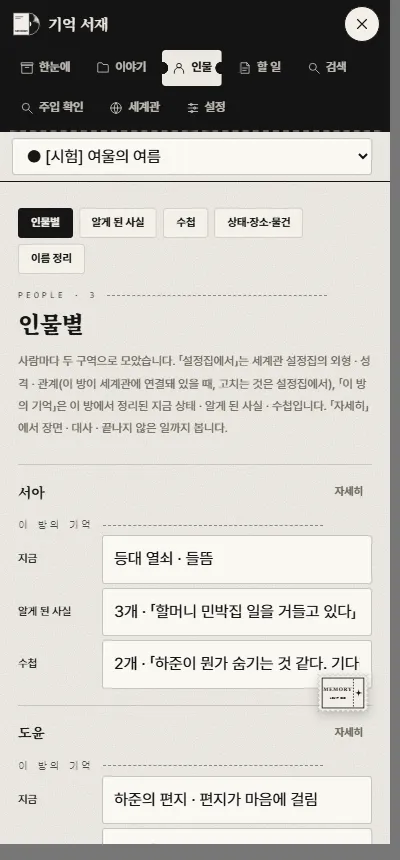 기억 서재
한눈에 이야기 인물 할 일 검색
주입 확인 세계관 설정
● [시험] 여울의 여름
인물별 알게 된 사실 수첩 상태·장소·물건
이름 정리
PEOPLE · 3
인물별
사람마다 두 구역으로 모았습니다. 「설정집에서」는 세계관 설정집의 외형 · 성
격 · 관계(이 방이 세계관에 연결돼 있을 때, 고치는 것은 설정집에서), 「이 방
의 기억」은 이 방에서 정리된 지금 상태 · 알게 된 사실 · 수첩입니다. 「자세히」
에서 장면 · 대사 · 끝나지 않은 일까지 봅니다.
서아 자세히
이 방의 기억
지금 등대 열쇠 · 들뜸
알게 된 사실 3개 · 「할머니 민박집 일을 거들고 있다」
수첩 2개 · 「하준이 뭔가 숨기는 것 같다. 기다
MEMORY
도윤 자세히
이 방의 기억
지금 하준의 편지 · 편지가 마음에 걸림